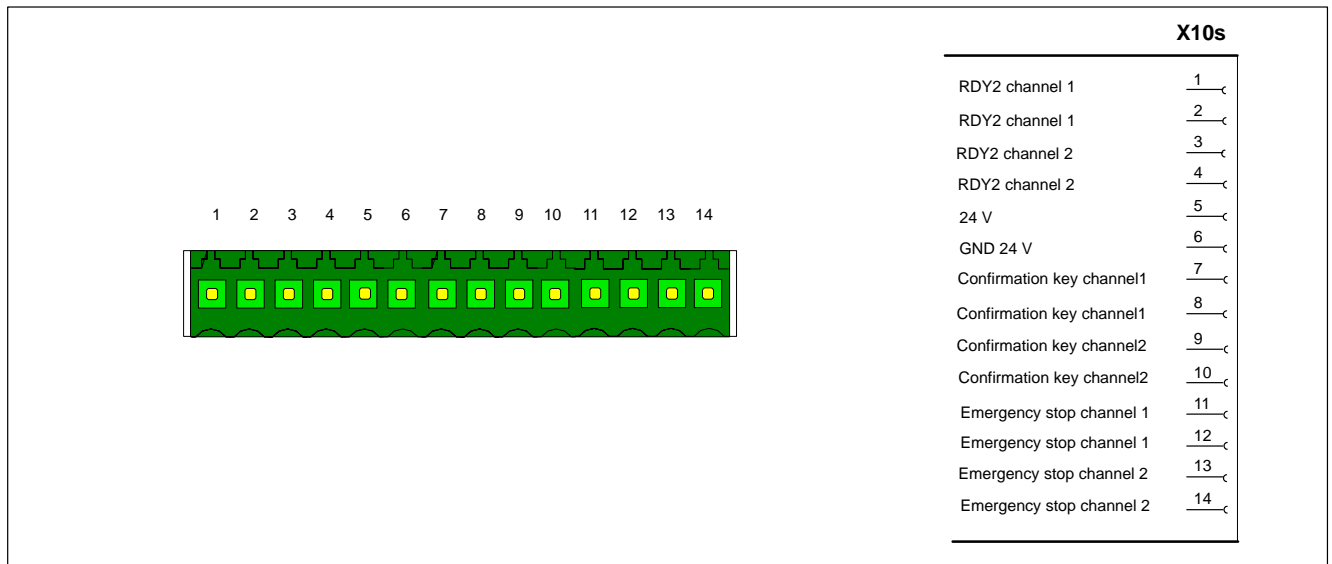 X10s
RDY2 channel 1 1
RDY2 channel 1 2
RDY2 channel 2 3
RDY2 channel 2 4
1 2 3 4 5 6 7 8 9 10 11 12 13 14
24 V 5
GND 24 V 6
Confirmation key channel1 7
Confirmation key channel1 8
Confirmation key channel2 9
Confirmation key channel2 10
Emergency stop channel 1 11
Emergency stop channel 1 12
Emergency stop channel 2 13
Emergency stop channel 2 14